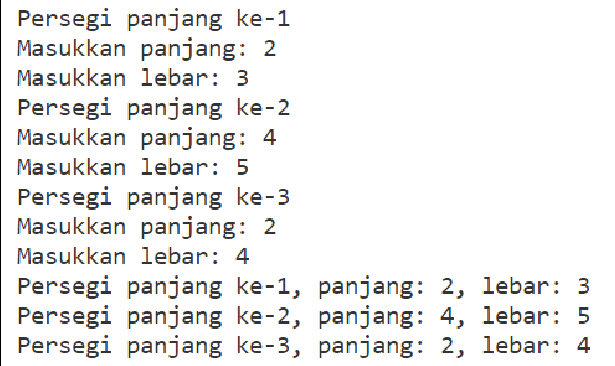 Persegi panjang ke-1
Masukkan panjang: 2
Masukkan lebar: 3
Persegi panjang ke-2
Masukkan panjang: 4
Masukkan lebar: 5
Persegi panjang ke-3
Masukkan panjang: 2
Masukkan lebar: 4
Persegi panjang ke-1, panjang: 2, lebar: 3
Persegi panjang ke-2, panjang: 4, lebar: 5
Persegi panjang ke-3, panjang: 2, lebar: 4